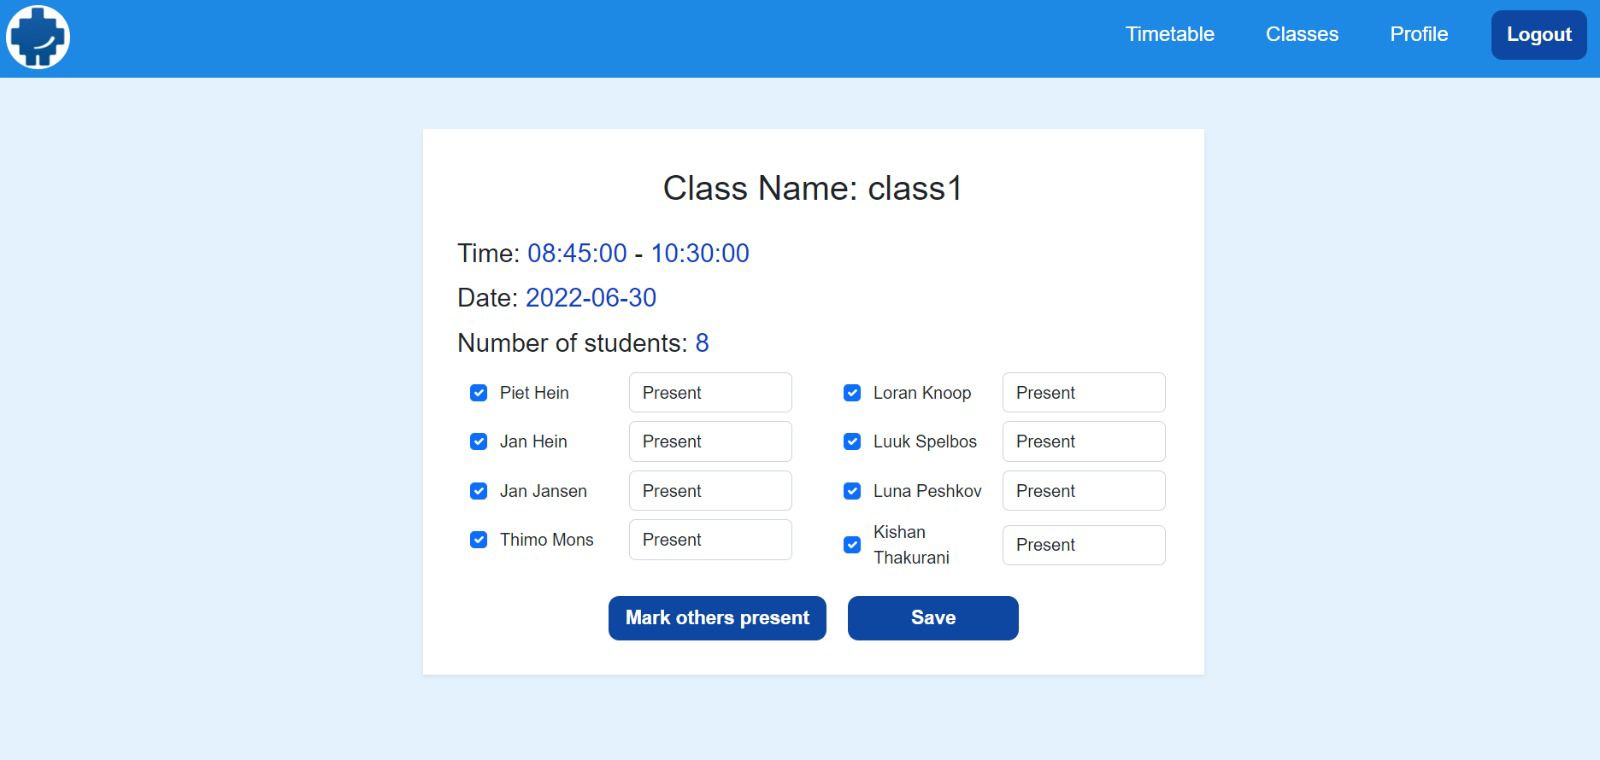 Timetable Classes Profile Logout
Class Name: class1
Time: 08:45:00 - 10:30:00
Date: 2022-06-30
Number of students: 8
Piet Hein Present
Jan Hein Present
Jan Jansen Present
Thimo Mons Present
Loran Knoop Present
Luuk Spelbos Present
Luna Peshkov Present
Kishan
Thakurani Present
Mark others present Save